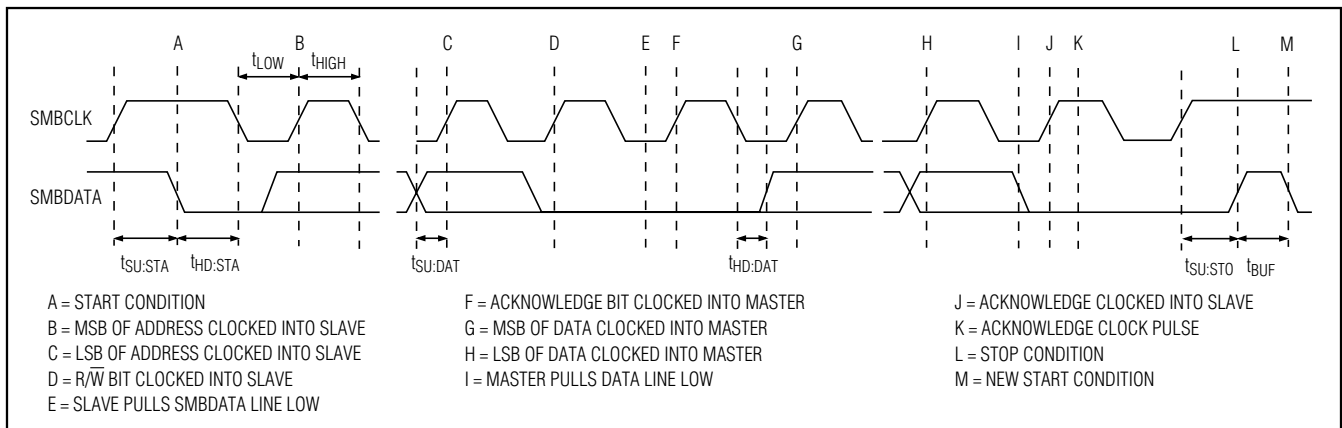 A B C D E F G H I J K L M
tLOW tHIGH
SMBCLK
SMBDATA
tSU:STA tHD:STA tSU:DAT tHD:DAT tSU:STO tBUF
A = START CONDITION
B = MSB OF ADDRESS CLOCKED INTO SLAVE
C = LSB OF ADDRESS CLOCKED INTO SLAVE
D = R/W̅ BIT CLOCKED INTO SLAVE
E = SLAVE PULLS SMBDATA LINE LOW
F = ACKNOWLEDGE BIT CLOCKED INTO MASTER
G = MSB OF DATA CLOCKED INTO MASTER
H = LSB OF DATA CLOCKED INTO MASTER
I = MASTER PULLS DATA LINE LOW
J = ACKNOWLEDGE CLOCKED INTO SLAVE
K = ACKNOWLEDGE CLOCK PULSE
L = STOP CONDITION
M = NEW START CONDITION